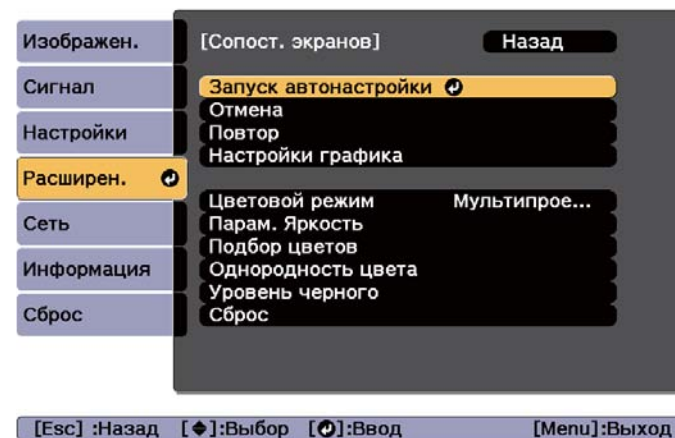 Изображен.
Сигнал
Настройки
Расширен.
Сеть
Информация
Сброс
[Сопост. экранов] Назад
Запуск автонастройки
Отмена
Повтор
Настройки графика
Цветовой режим Мультипрое...
Парам. Яркость
Подбор цветов
Однородность цвета
Уровень черного
Сброс
[Esc] :Назад [◆]:Выбор [↵]:Ввод [Menu]:Выход